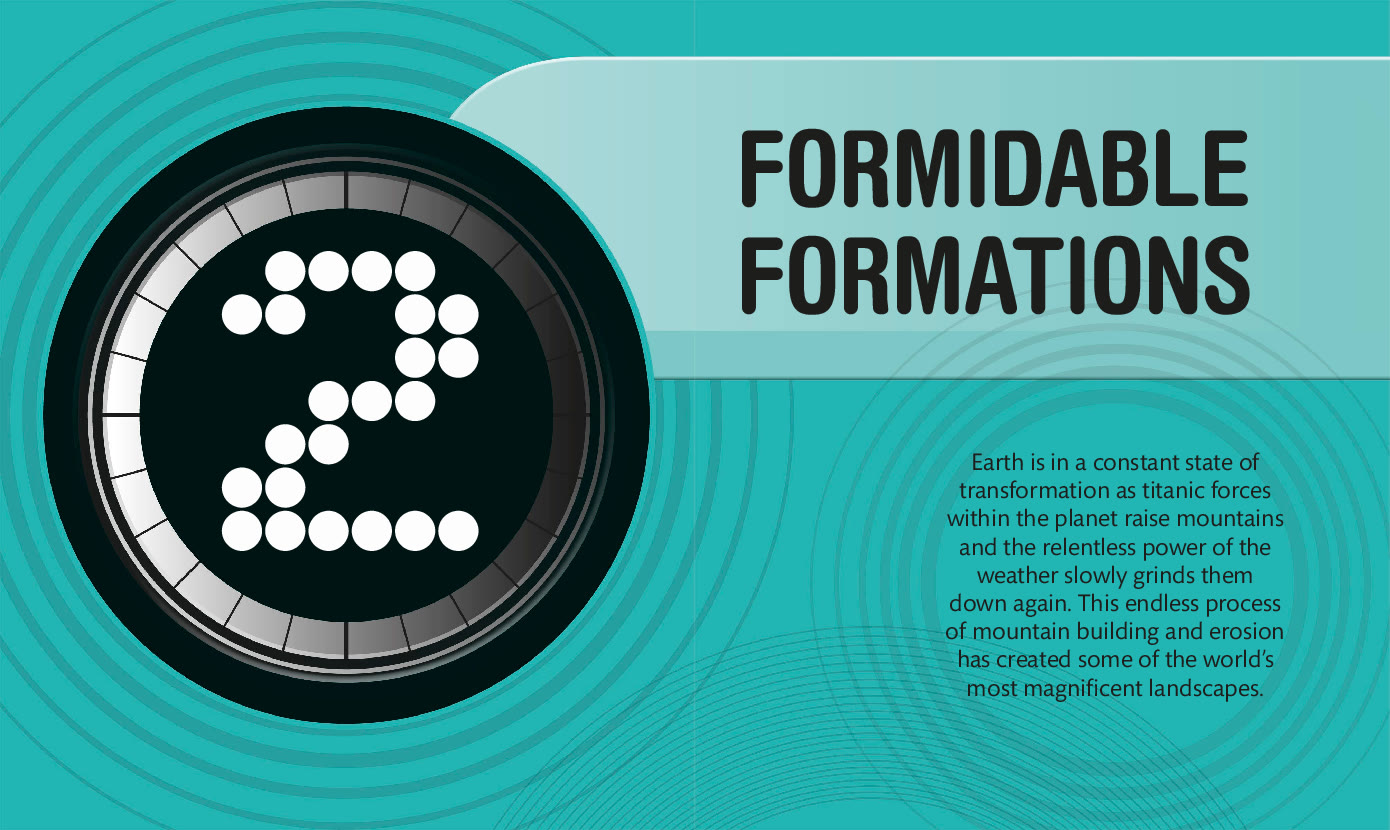 2
FORMIDABLE
FORMATIONS
Earth is in a constant state of
transformation as titanic forces
within the planet raise mountains
and the relentless power of the
weather slowly grinds them
down again. This endless process
of mountain building and erosion
has created some of the world’s
most magnificent landscapes.